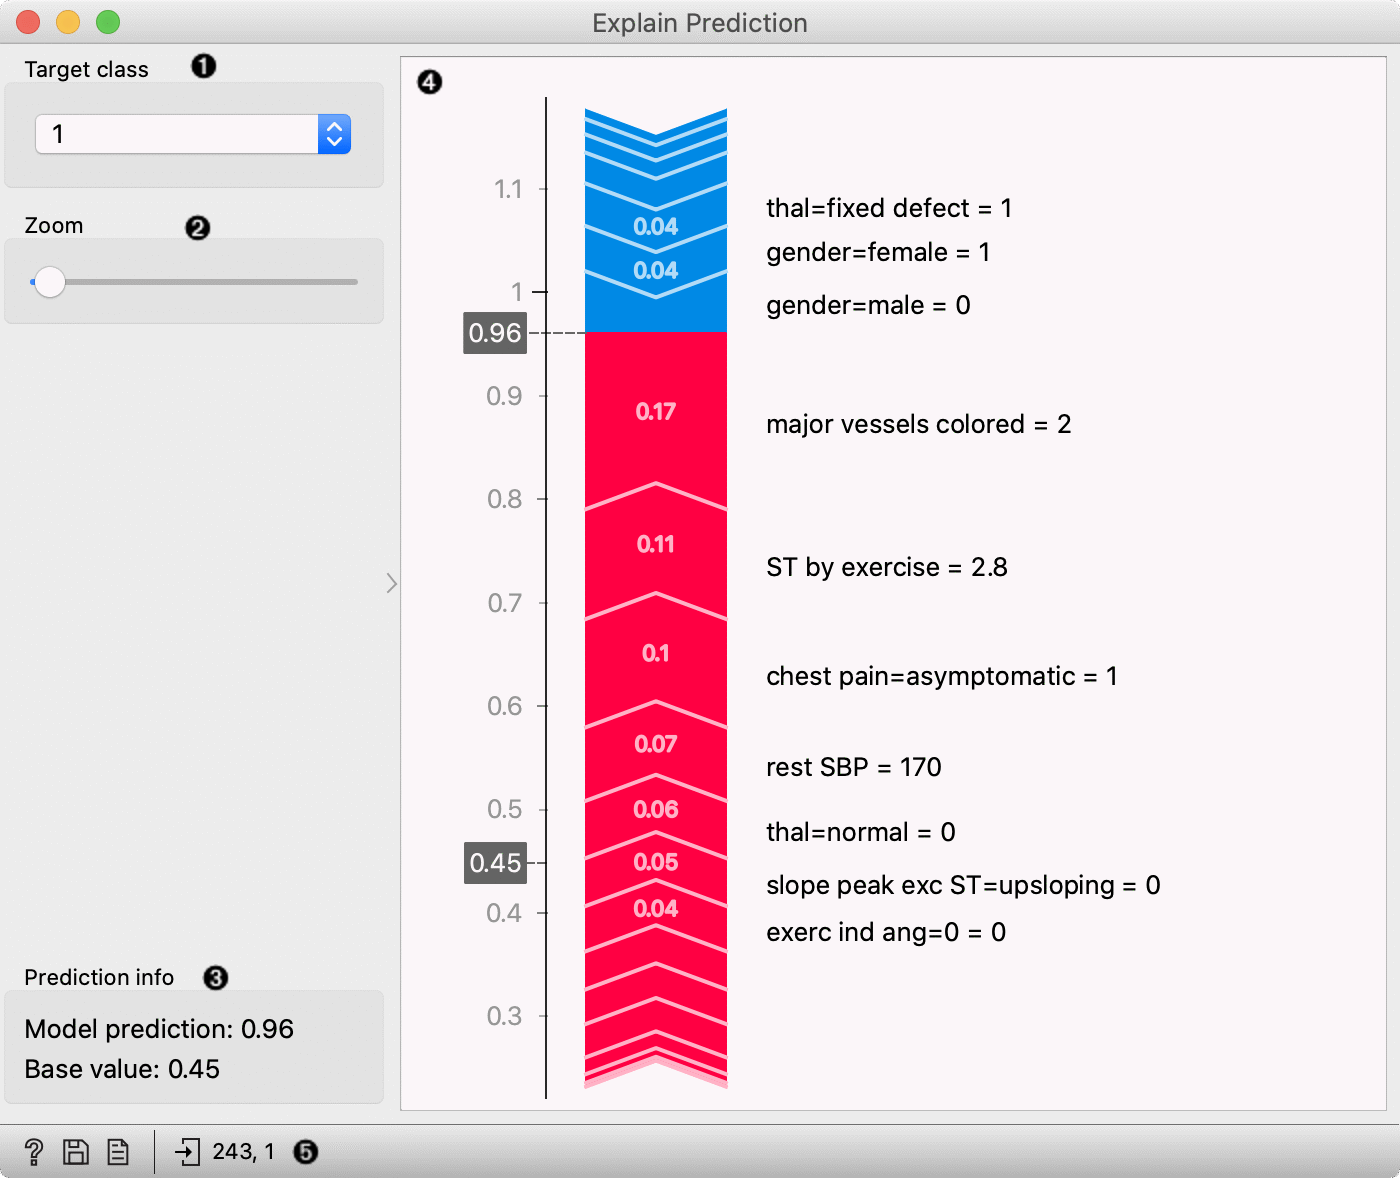 Explain Prediction
Target class ❶
1
Zoom ❷
Prediction info ❸
Model prediction: 0.96
Base value: 0.45
❹
1.1
1
0.96
0.9
0.8
0.7
0.6
0.5
0.45
0.4
0.3
0.04
0.04
0.17
0.11
0.1
0.07
0.06
0.05
0.04
thal=fixed defect = 1
gender=female = 1
gender=male = 0
major vessels colored = 2
ST by exercise = 2.8
chest pain=asymptomatic = 1
rest SBP = 170
thal=normal = 0
slope peak exc ST=upsloping = 0
exerc ind ang=0 = 0
? 243, 1 ❺